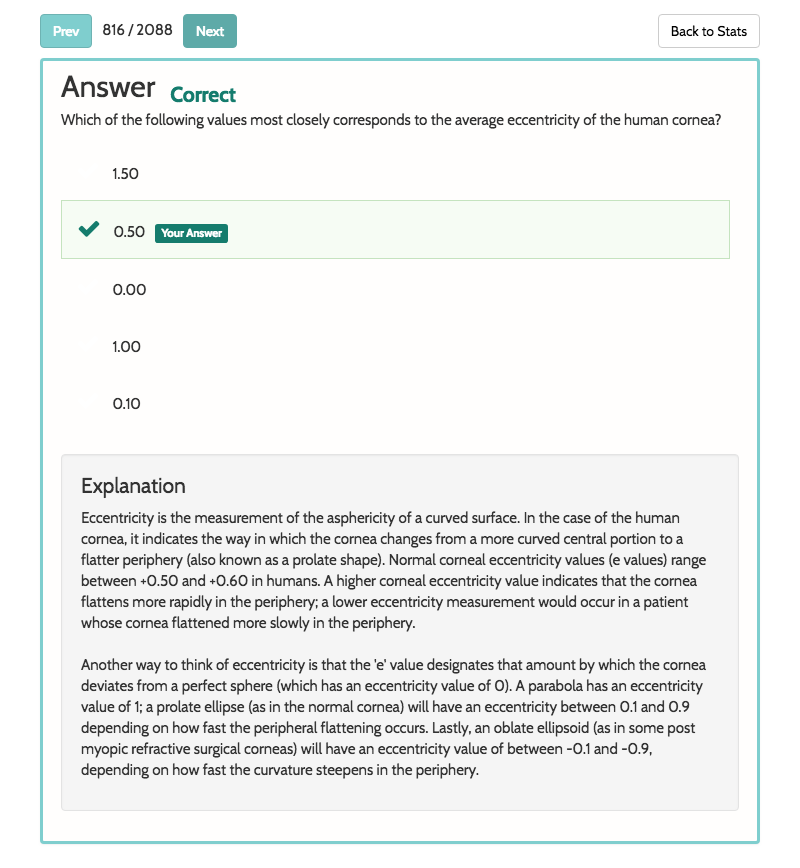 Prev 816 / 2088 Next Back to Stats
Answer Correct
Which of the following values most closely corresponds to the average eccentricity of the human cornea?
1.50
0.50 Your Answer
0.00
1.00
0.10
Explanation
Eccentricity is the measurement of the asphericity of a curved surface. In the case of the human
cornea, it indicates the way in which the cornea changes from a more curved central portion to a
flatter periphery (also known as a prolate shape). Normal corneal eccentricity values (e values) range
between +0.50 and +0.60 in humans. A higher corneal eccentricity value indicates that the cornea
flattens more rapidly in the periphery; a lower eccentricity measurement would occur in a patient
whose cornea flattened more slowly in the periphery.
Another way to think of eccentricity is that the 'e' value designates that amount by which the cornea
deviates from a perfect sphere (which has an eccentricity value of 0). A parabola has an eccentricity
value of 1; a prolate ellipse (as in the normal cornea) will have an eccentricity between 0.1 and 0.9
depending on how fast the peripheral flattening occurs. Lastly, an oblate ellipsoid (as in some post
myopic refractive surgical corneas) will have an eccentricity value of between -0.1 and -0.9,
depending on how fast the curvature steepens in the periphery.